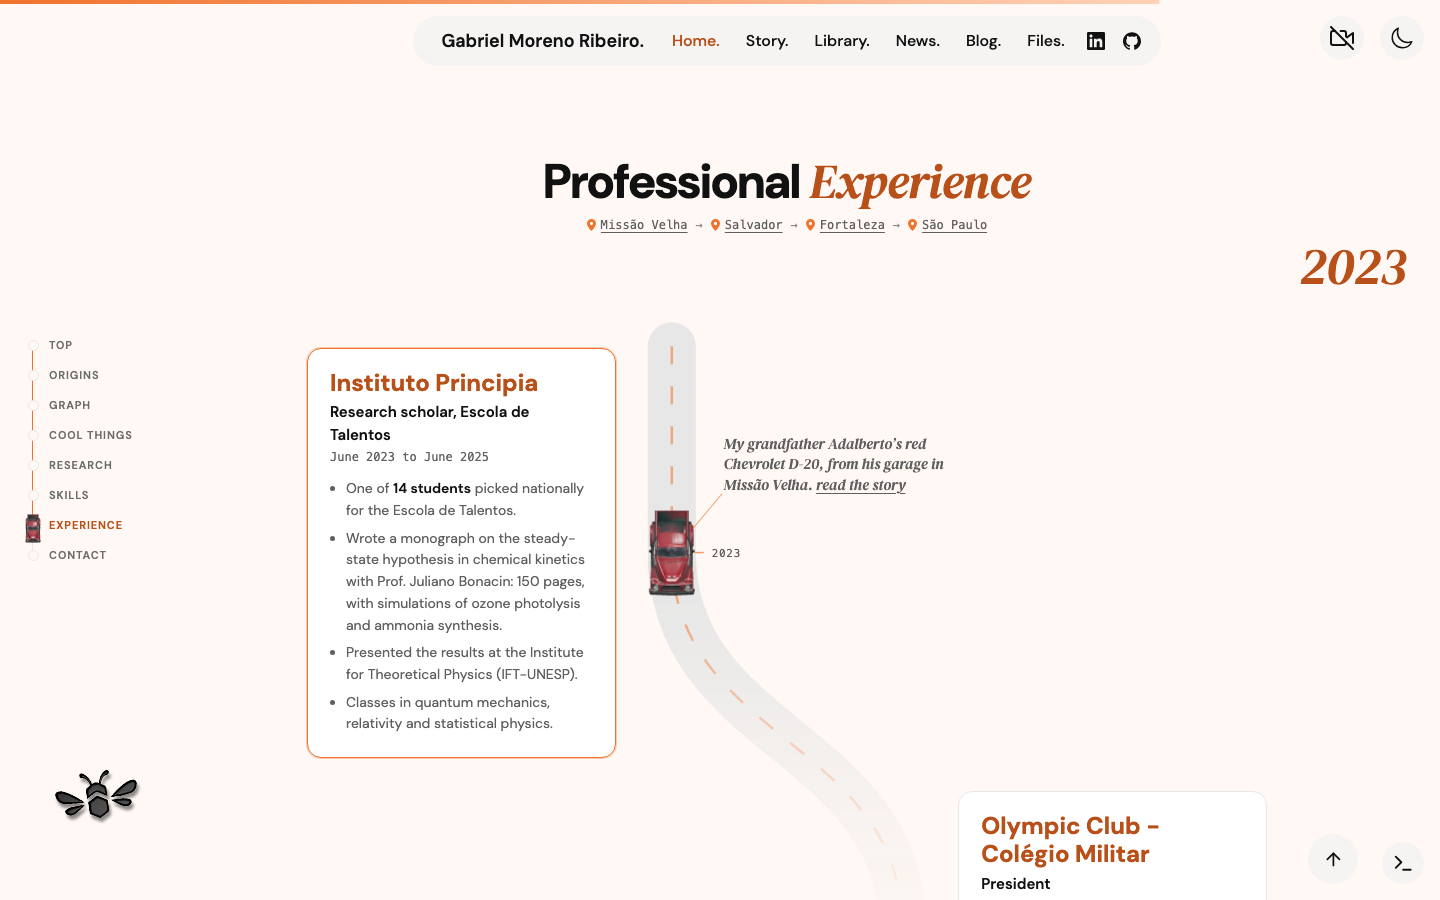 Gabriel Moreno Ribeiro. Home. Story. Library. News. Blog. Files. in
Professional Experience
Missão Velha → Salvador → Fortaleza → São Paulo
2023
TOP
ORIGINS
GRAPH
COOL THINGS
RESEARCH
SKILLS
EXPERIENCE
CONTACT
Instituto Principia
Research scholar, Escola de
Talentos
June 2023 to June 2025
• One of 14 students picked nationally
for the Escola de Talentos.
• Wrote a monograph on the steady-
state hypothesis in chemical kinetics
with Prof. Juliano Bonacin: 150 pages,
with simulations of ozone photolysis
and ammonia synthesis.
• Presented the results at the Institute
for Theoretical Physics (IFT-UNESP).
• Classes in quantum mechanics,
relativity and statistical physics.
My grandfather Adalberto's red
Chevrolet D-20, from his garage in
Missão Velha. read the story
2023
Olympic Club -
Colégio Militar
President